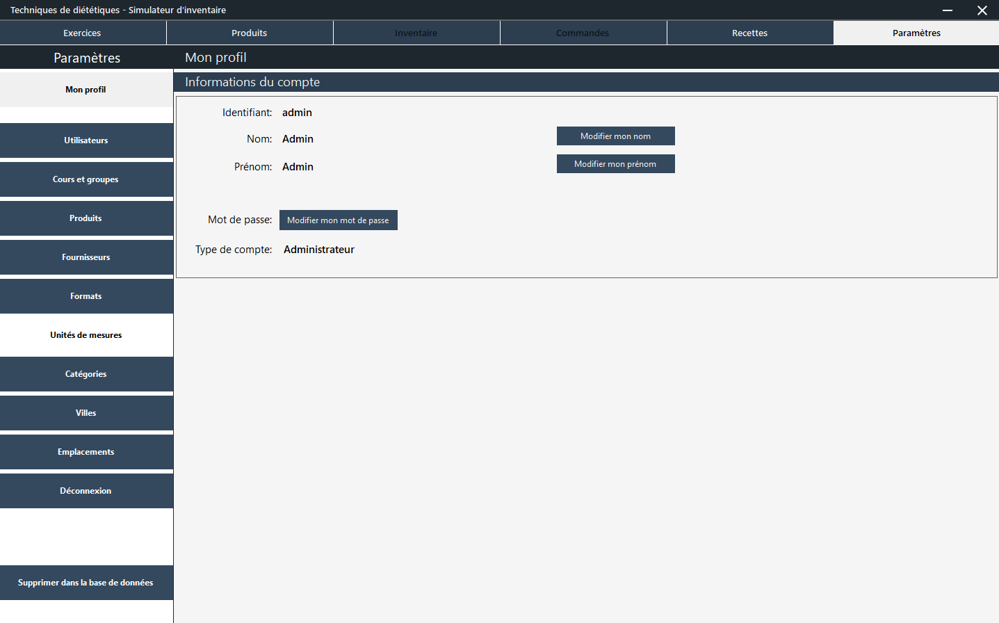 Techniques de diététiques - Simulateur d'inventaire
Exercices
Produits
Inventaire
Commandes
Recettes
Paramètres
Paramètres
Mon profil
Mon profil
Utilisateurs
Cours et groupes
Produits
Fournisseurs
Formats
Unités de mesures
Catégories
Villes
Emplacements
Déconnexion
Supprimer dans la base de données
Informations du compte
Identifiant: admin
Nom: Admin
Modifier mon nom
Prénom: Admin
Modifier mon prénom
Mot de passe: Modifier mon mot de passe
Type de compte: Administrateur